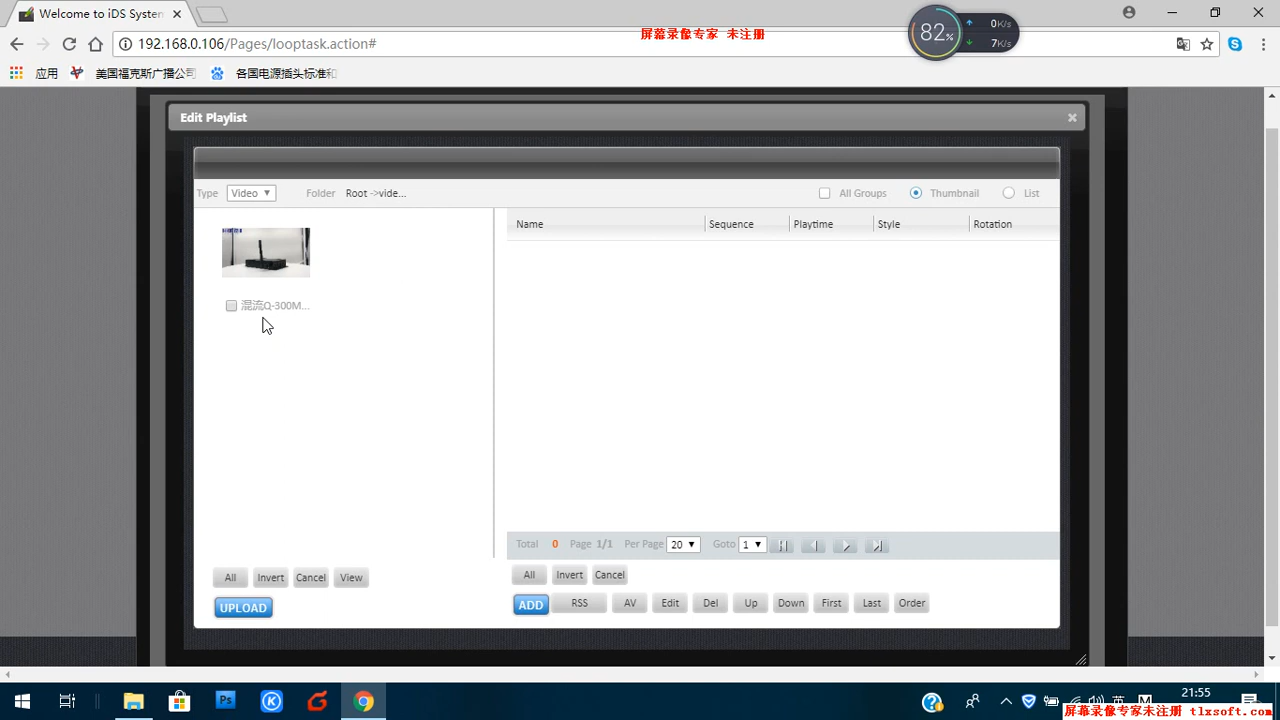 Welcome to iDS System
屏幕录像专家 未注册
82%
0K/s
7K/s
192.168.0.106/Pages/looptask.action#
应用 美国福克斯广播公司 各国电源插头标准和
Edit Playlist
Type Video Folder Root ->vide... All Groups Thumbnail List
Name Sequence Playtime Style Rotation
混流Q-300M...
Total 0 Page 1/1 Per Page 20 Goto 1
All Invert Cancel View
All Invert Cancel
UPLOAD
ADD RSS AV Edit Del Up Down First Last Order
英 M 21:55
屏幕录像专家未注册 tlxsoft.com